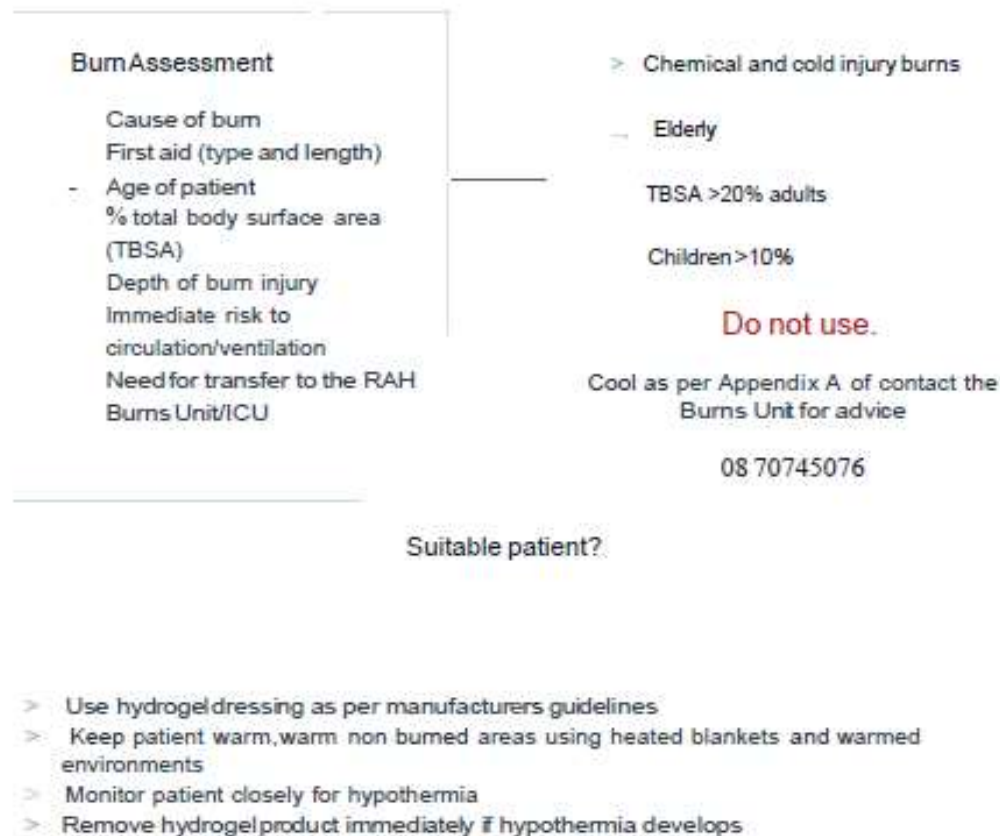 Burn Assessment
Cause of burn
First aid (type and length)
- Age of patient
% total body surface area
(TBSA)
Depth of burn injury
Immediate risk to
circulation/ventilation
Need for transfer to the RAH
Burns Unit/ICU
> Chemical and cold injury burns
Elderly
TBSA >20% adults
Children >10%
Do not use.
Cool as per Appendix A of contact the
Burns Unit for advice
08 70745076
Suitable patient?
> Use hydrogel dressing as per manufacturers guidelines
> Keep patient warm, warm non burned areas using heated blankets and warmed
environments
> Monitor patient closely for hypothermia
> Remove hydrogel product immediately if hypothermia develops